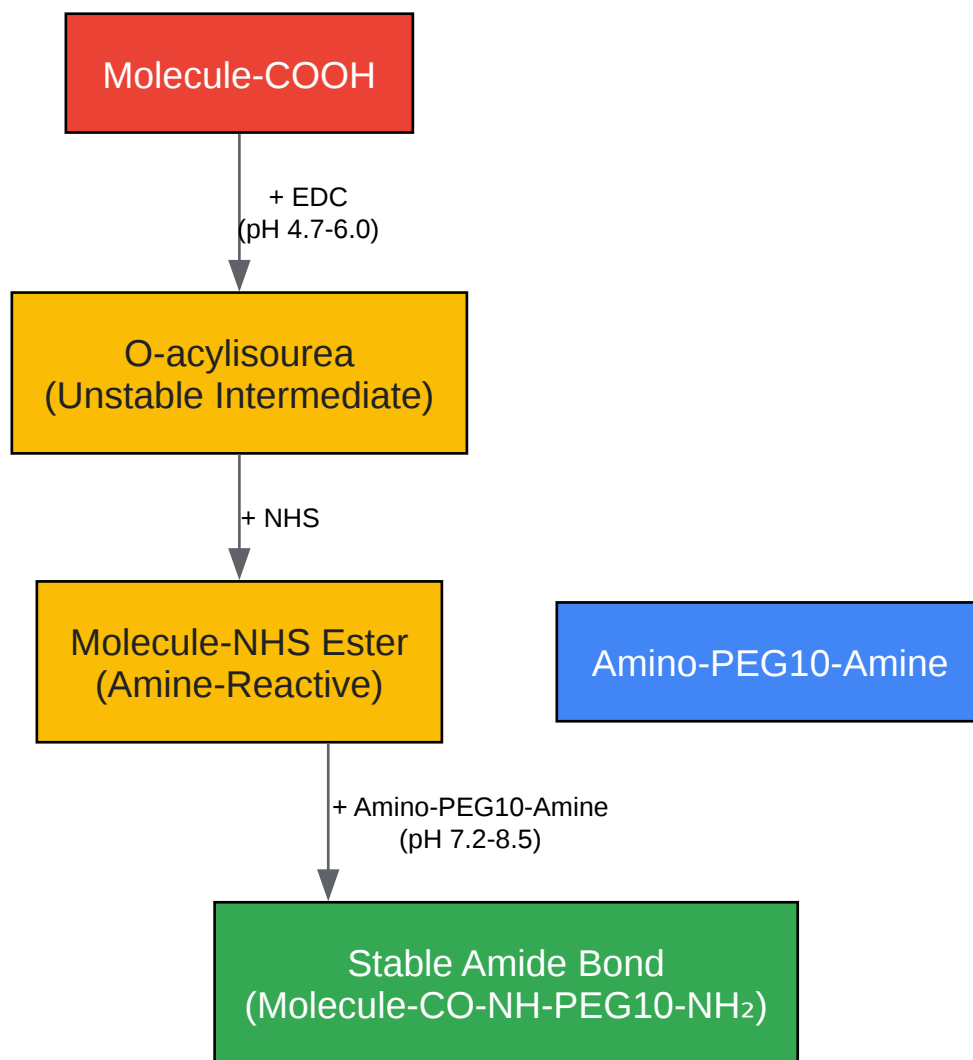 Molecule-COOH
+ EDC
(pH 4.7-6.0)
O-acylisourea
(Unstable Intermediate)
+ NHS
Molecule-NHS Ester
(Amine-Reactive)
Amino-PEG10-Amine
+ Amino-PEG10-Amine
(pH 7.2-8.5)
Stable Amide Bond
(Molecule-CO-NH-PEG10-NH₂)